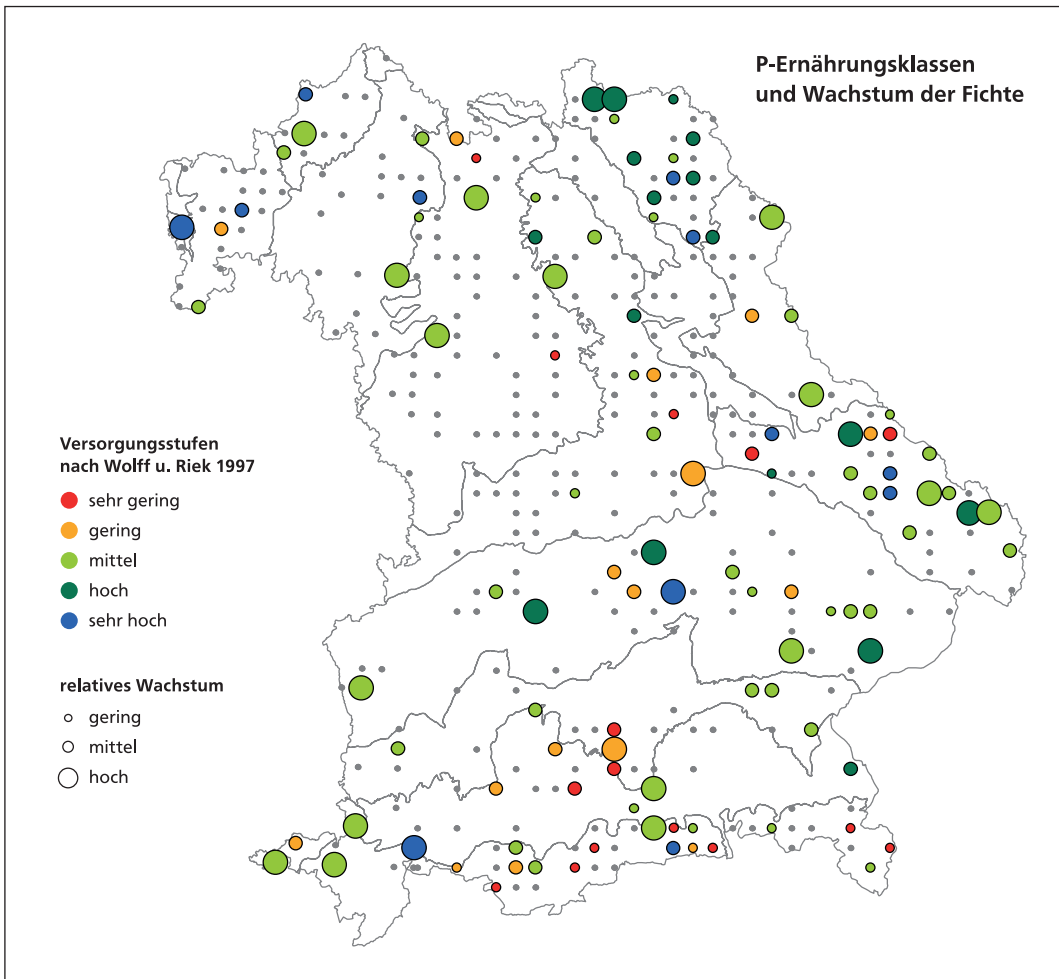 P-Ernährungsklassen
und Wachstum der Fichte
Versorgungsstufen
nach Wolff u. Riek 1997
sehr gering
gering
mittel
hoch
sehr hoch
relatives Wachstum
gering
mittel
hoch